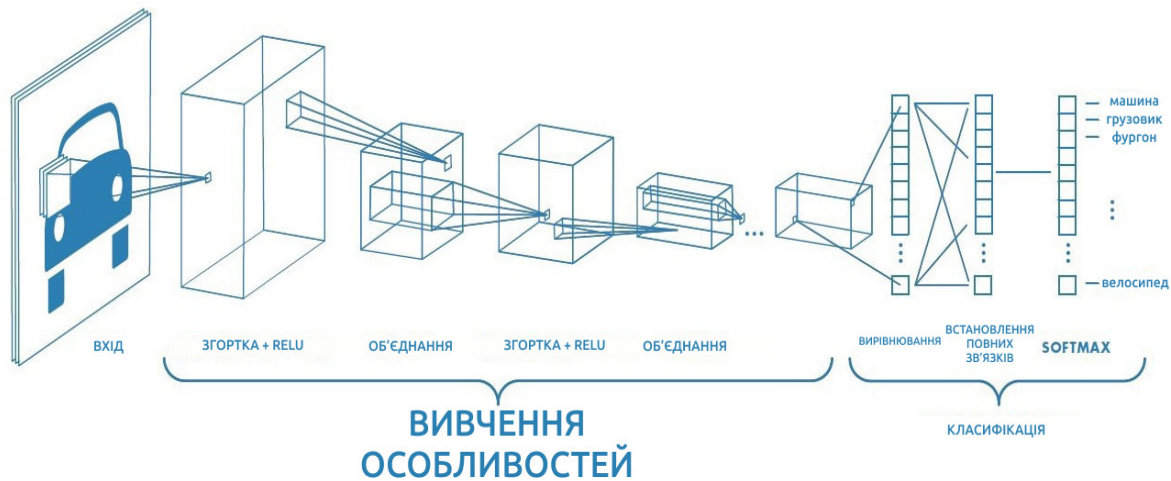 машина
грузовик
фургон
велосипед
ВХІД
ЗГОРТКА + RELU
ОБ'ЄДНАННЯ
ЗГОРТКА + RELU
ОБ'ЄДНАННЯ
ВИРІВНЮВАННЯ
ВСТАНОВЛЕННЯ
ПОВНИХ
ЗВ'ЯЗКІВ
SOFTMAX
ВИВЧЕННЯ
ОСОБЛИВОСТЕЙ
КЛАСИФІКАЦІЯ